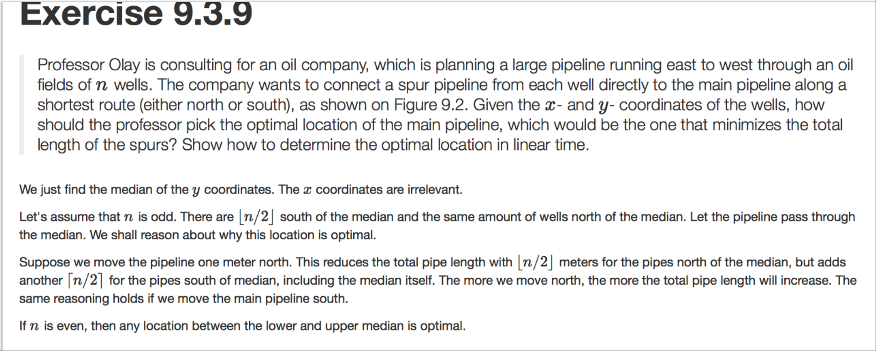 Exercise 9.3.9
Professor Olay is consulting for an oil company, which is planning a large pipeline running east to west through an oil
fields of n wells. The company wants to connect a spur pipeline from each well directly to the main pipeline along a
shortest route (either north or south), as shown on Figure 9.2. Given the x- and y- coordinates of the wells, how
should the professor pick the optimal location of the main pipeline, which would be the one that minimizes the total
length of the spurs? Show how to determine the optimal location in linear time.
We just find the median of the y coordinates. The x coordinates are irrelevant.
Let's assume that n is odd. There are ⌊n/2⌋ south of the median and the same amount of wells north of the median. Let the pipeline pass through
the median. We shall reason about why this location is optimal.
Suppose we move the pipeline one meter north. This reduces the total pipe length with ⌊n/2⌋ meters for the pipes north of the median, but adds
another ⌈n/2⌉ for the pipes south of median, including the median itself. The more we move north, the more the total pipe length will increase. The
same reasoning holds if we move the main pipeline south.
If n is even, then any location between the lower and upper median is optimal.